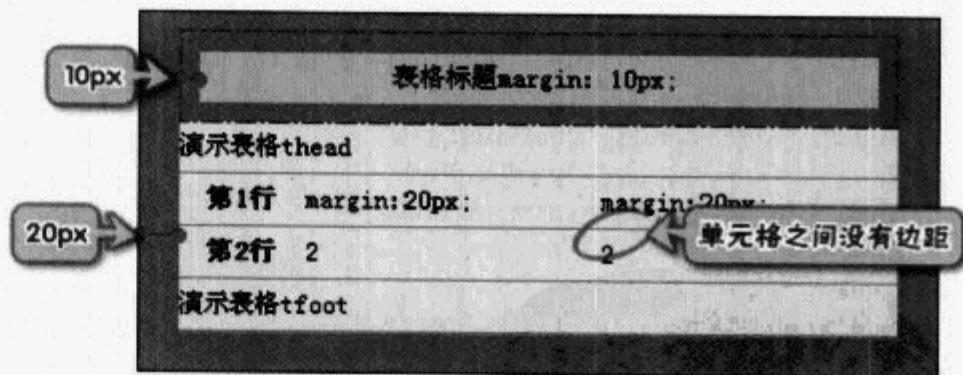 10px
表格标题margin: 10px;
演示表格thead
第1行 margin:20px; margin:20px;
20px
单元格之间没有边距
第2行 2 2
演示表格tfoot